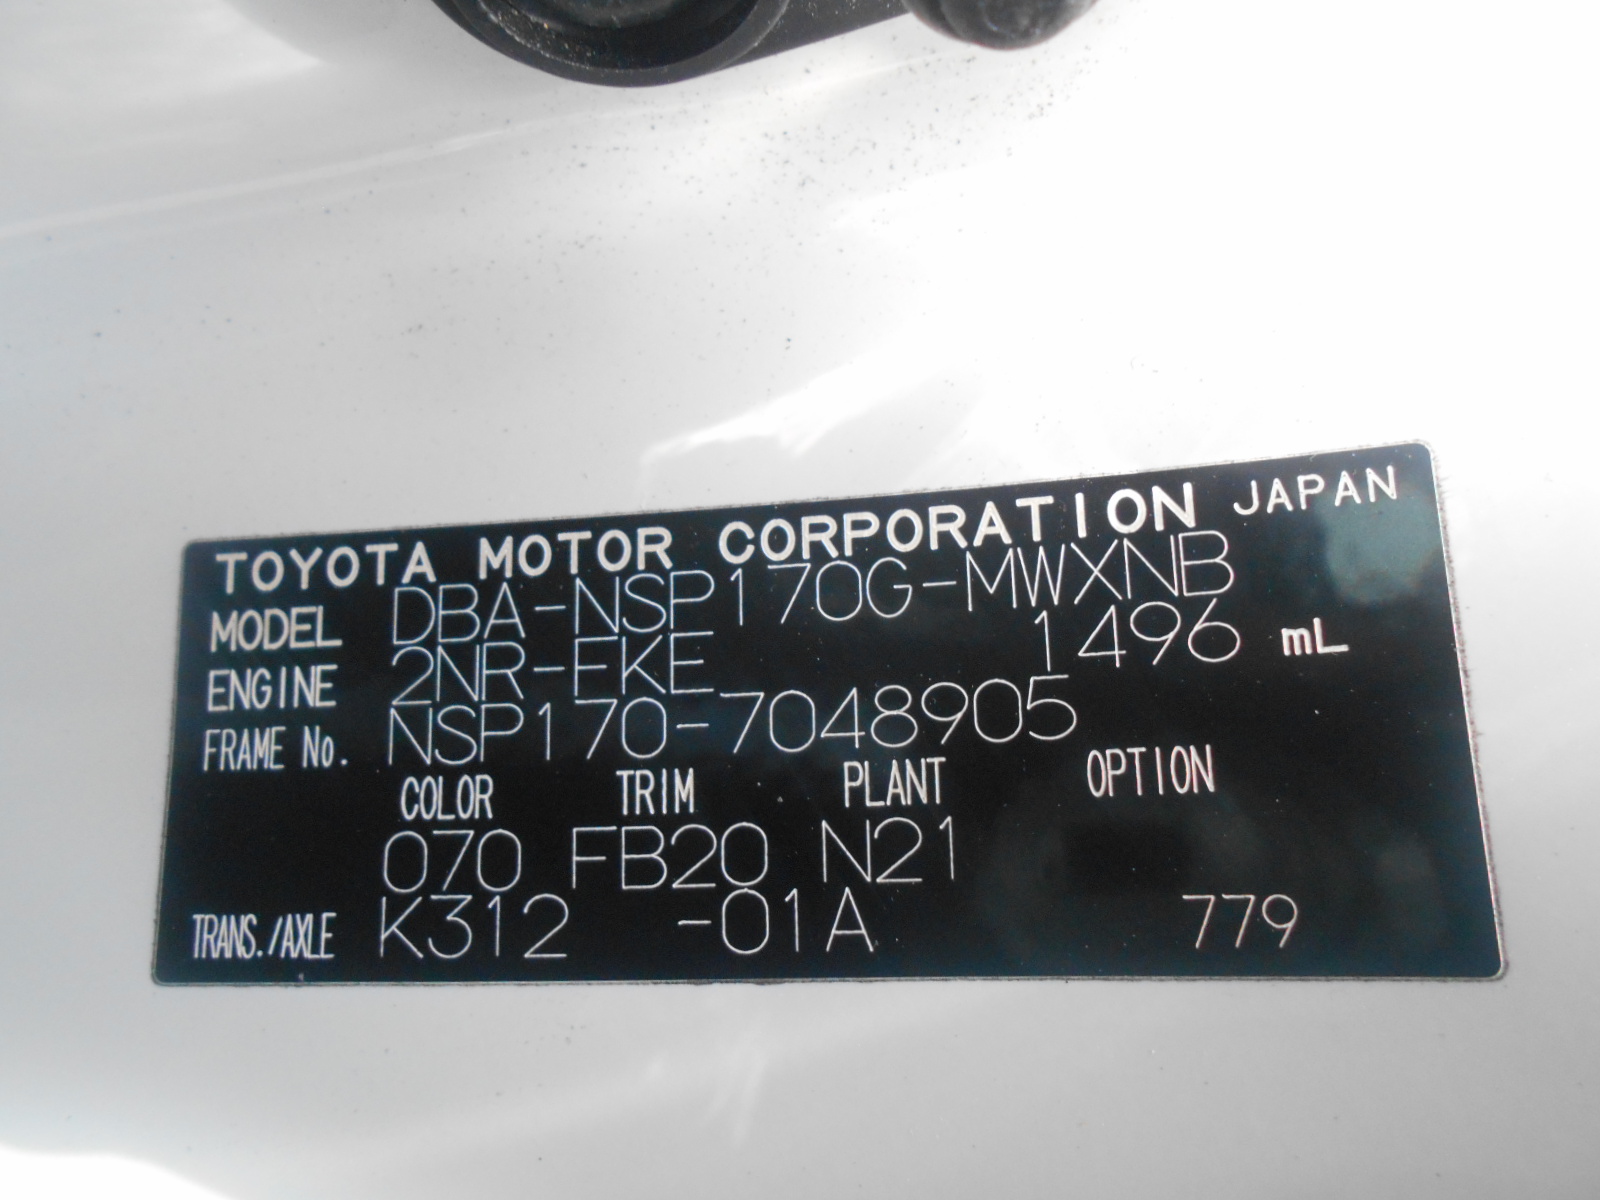 TOYOTA MOTOR CORPORATION JAPAN
MODEL DBA-NSP170G-MWXNB
ENGINE 2NR-FKE 1496 mL
FRAME No. NSP170-7048905
COLOR TRIM PLANT OPTION
070 FB20 N21
TRANS./AXLE K312 -01A 779